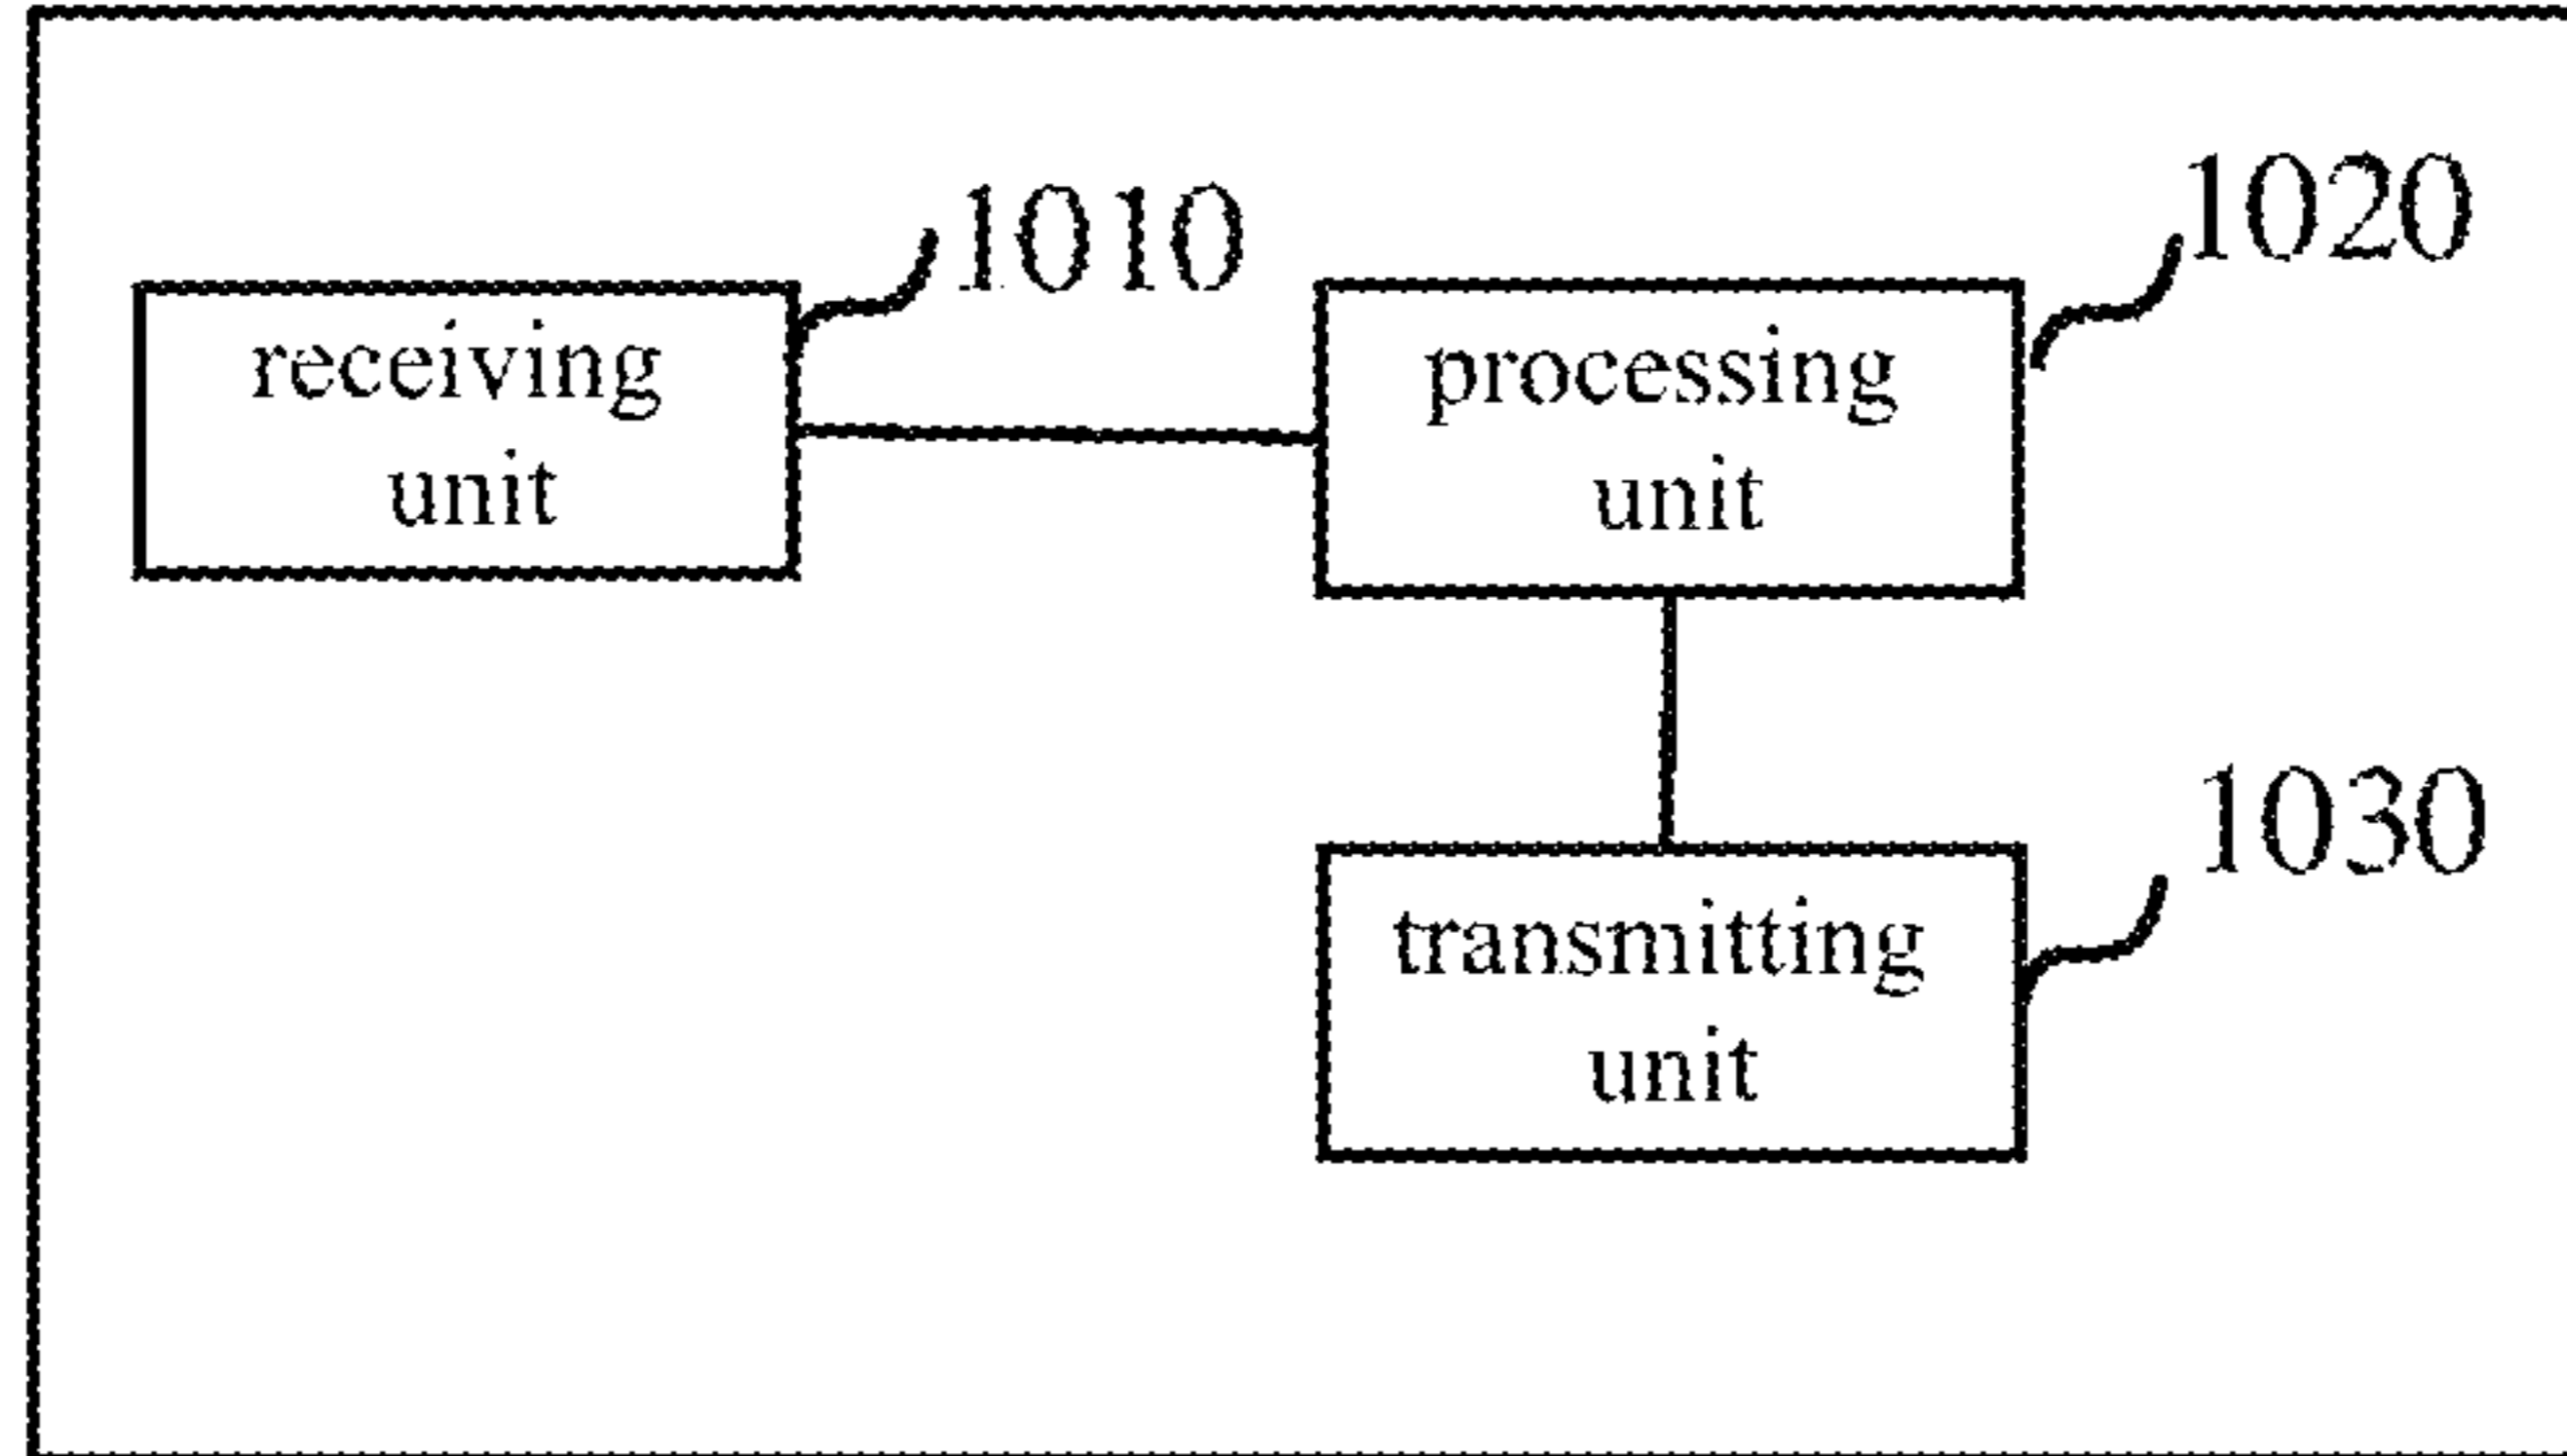 1010
1020
receiving
unit
processing
unit
1030
transmitting
unit